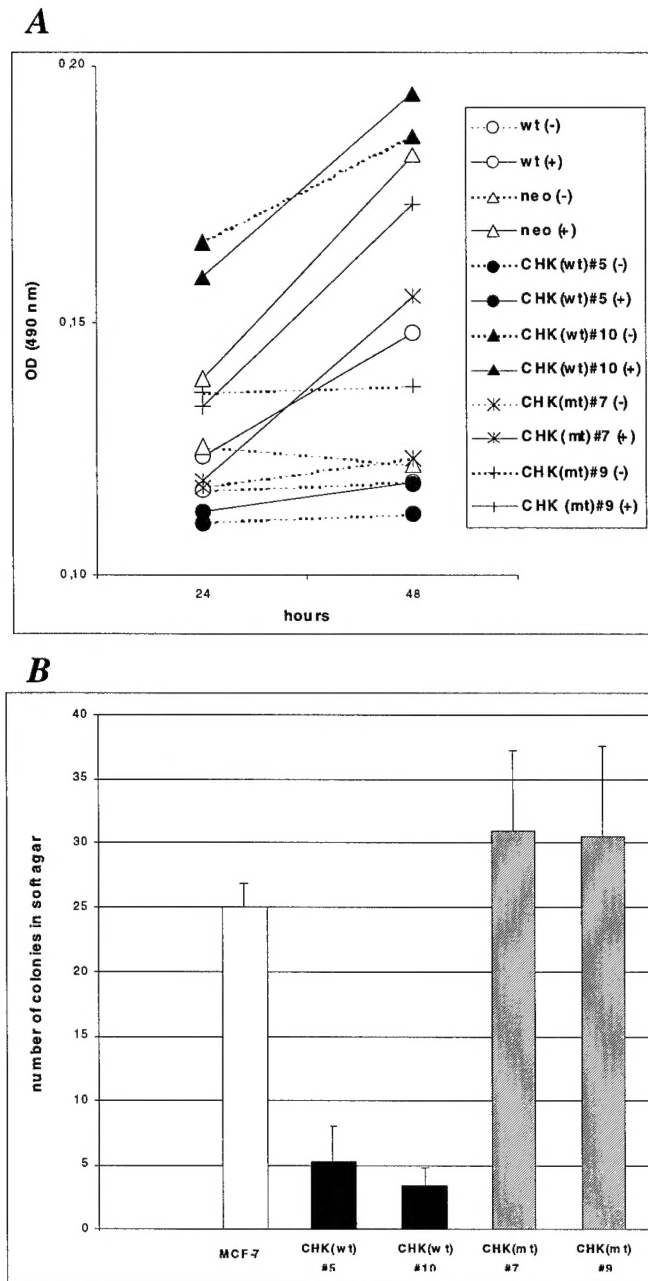 A
0,20
0,15
0,10
OD (490 nm)
24
48
hours
wt (-)
wt (+)
neo (-)
neo (+)
CHK(wt)#5 (-)
CHK(wt)#5 (+)
CHK(wt)#10 (-)
CHK(wt)#10 (+)
CHK(mt)#7 (-)
CHK(mt)#7 (+)
CHK(mt)#9 (-)
CHK (mt)#9 (+)
B
40
35
30
25
20
15
10
5
0
number of colonies in soft agar
MCF-7
CHK(wt)
#5
CHK(wt)
#10
CHK(mt)
#7
CHK(mt)
#9